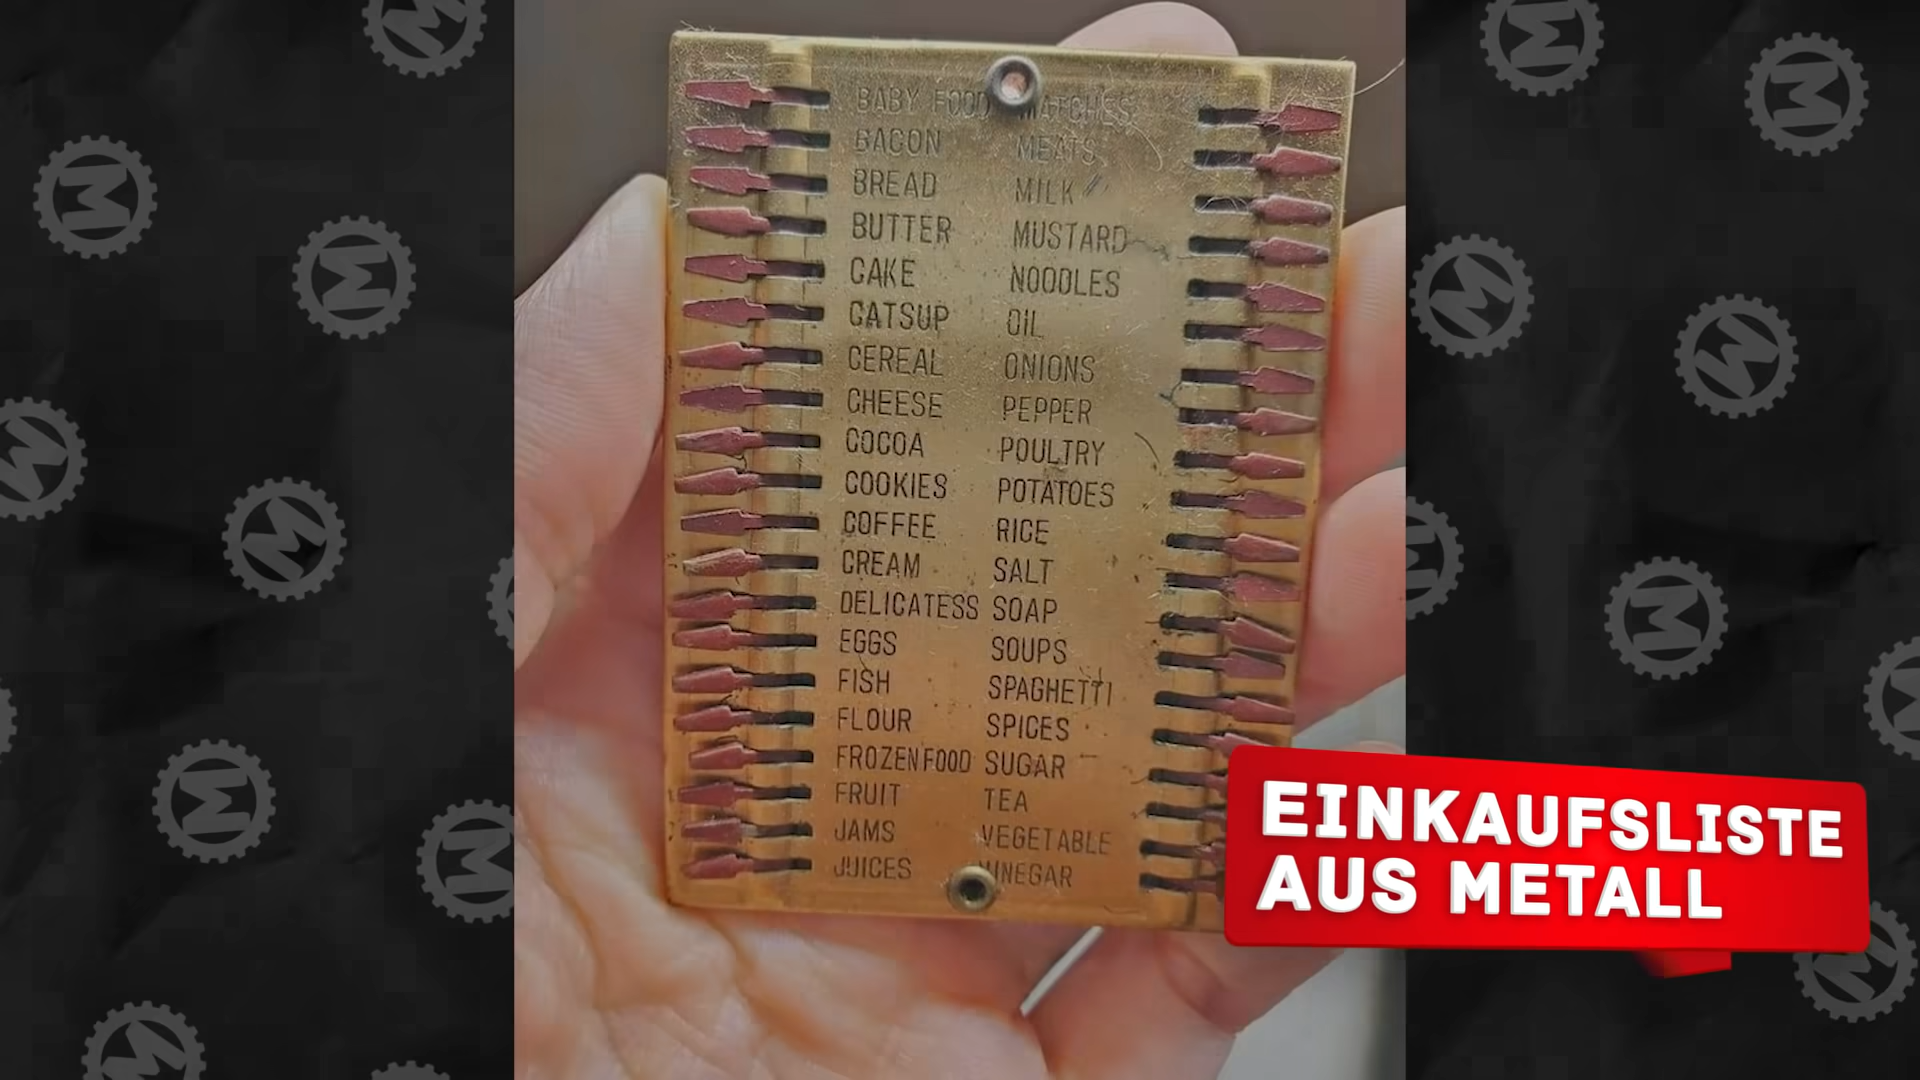 BABY FOOD MATCHES
BACON MEATS
BREAD MILK
BUTTER MUSTARD
CAKE NOODLES
CATSUP OIL
CEREAL ONIONS
CHEESE PEPPER
COCOA POULTRY
COOKIES POTATOES
COFFEE RICE
CREAM SALT
DELICATESS SOAP
EGGS SOUPS
FISH SPAGHETTI
FLOUR SPICES
FROZEN FOOD SUGAR
FRUIT TEA
JAMS VEGETABLE
JUICES VINEGAR
EINKAUFSLISTE
AUS METALL